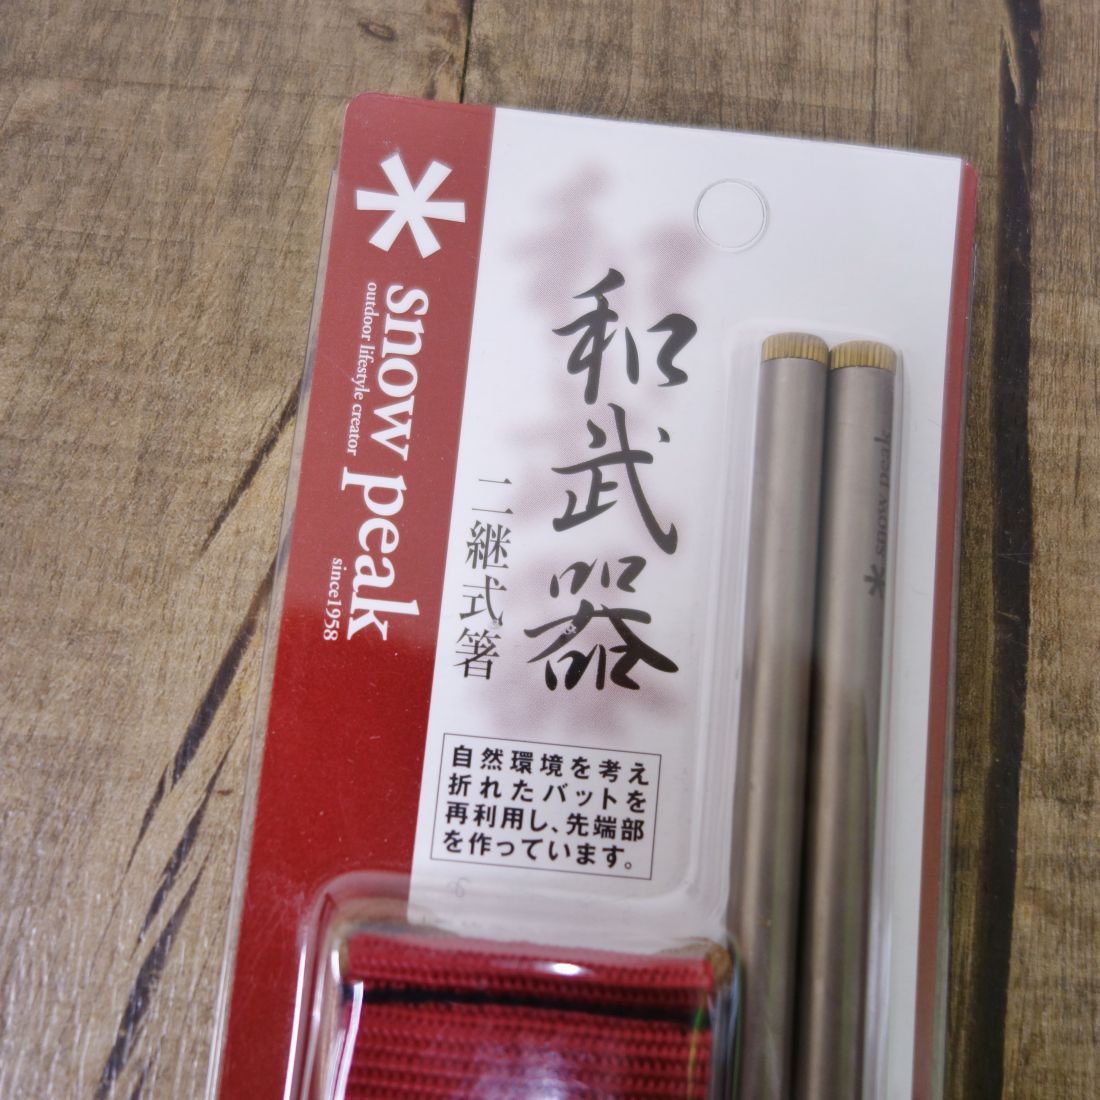 snow peak
outdoor lifestyle creator
since1958
和武器
二継式箸
自然環境を考え
折れたバットを
再利用し、先端部
を作っています。
snow peak